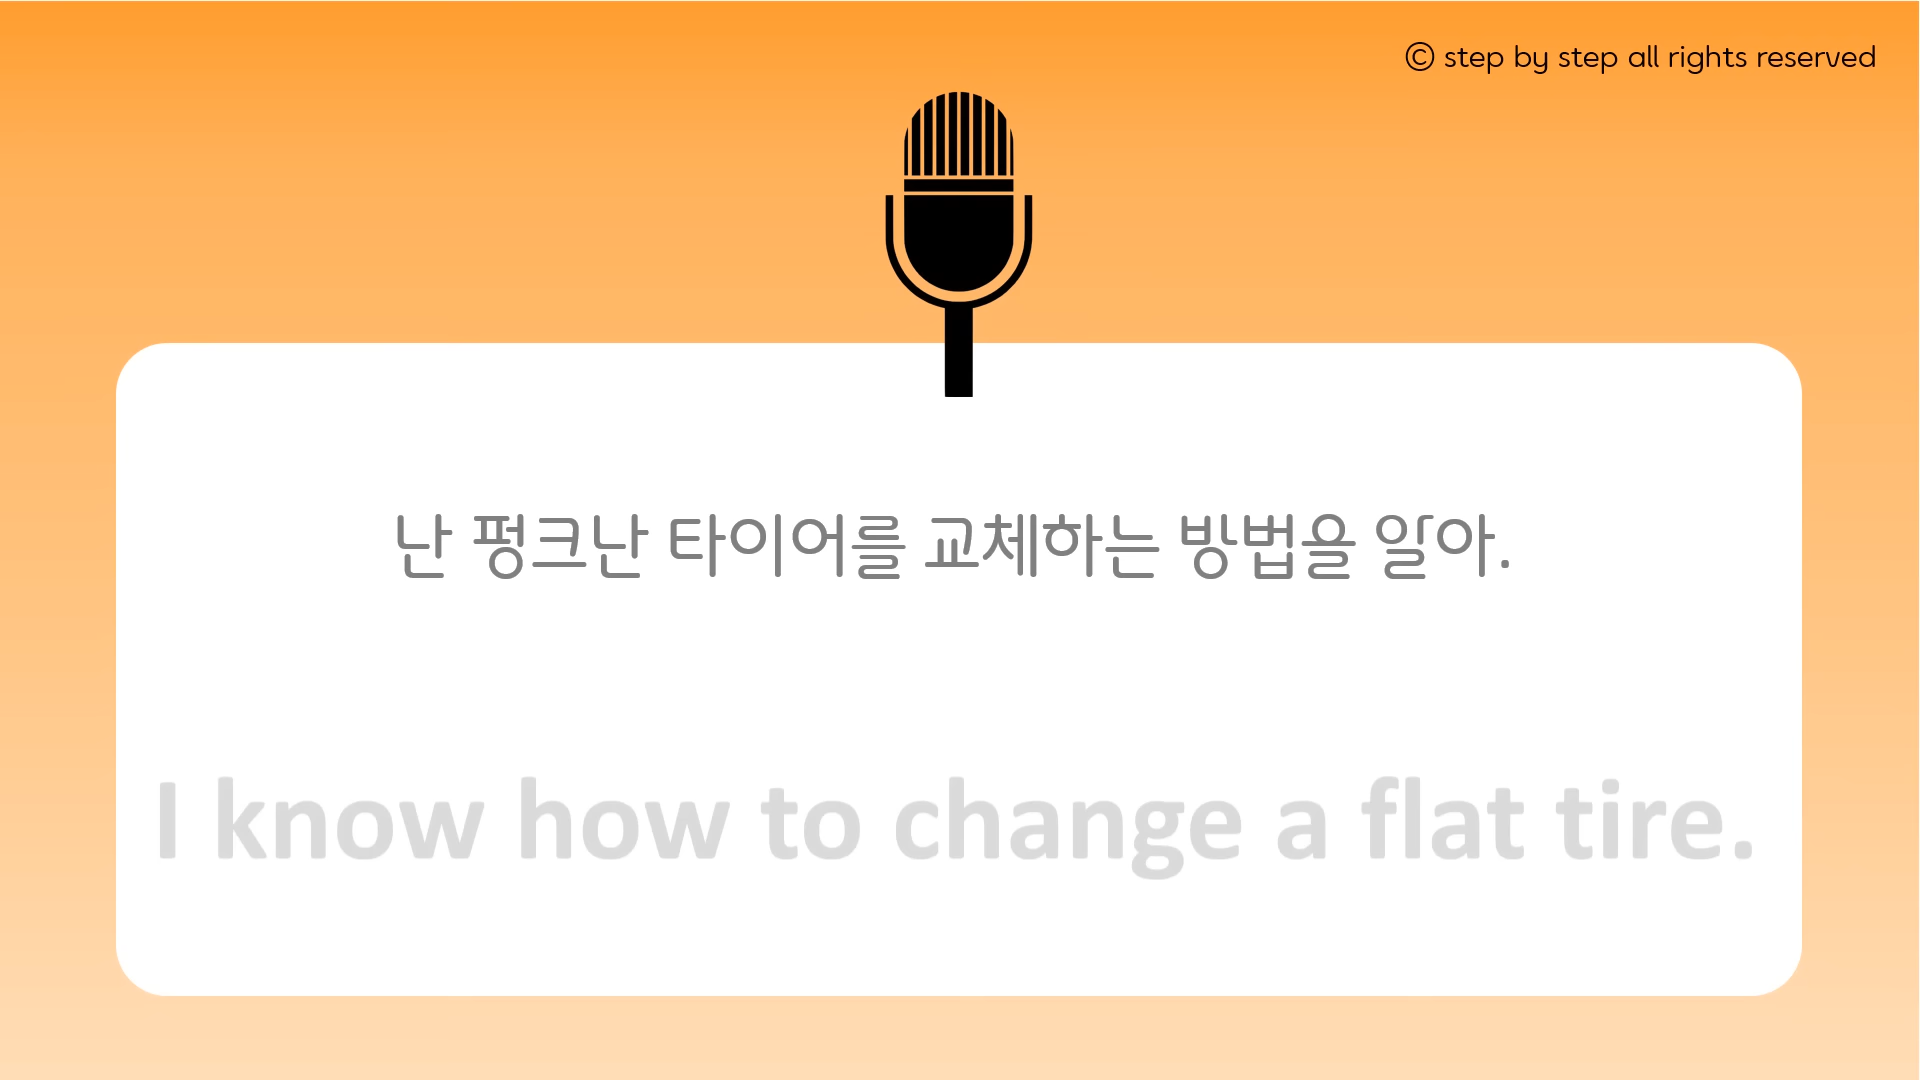 © step by step all rights reserved
난 펑크난 타이어를 교체하는 방법을 알아.
I know how to change a flat tire.